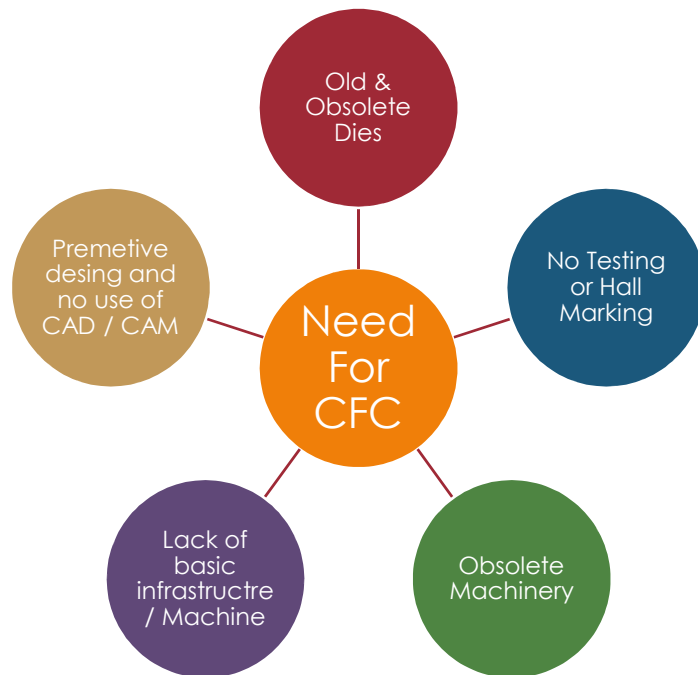 Old &
Obsolete
Dies
No Testing
or Hall
Marking
Obsolete
Machinery
Lack of
basic
infrastructre
/ Machine
Premetive
desing and
no use of
CAD / CAM
Need
For
CFC